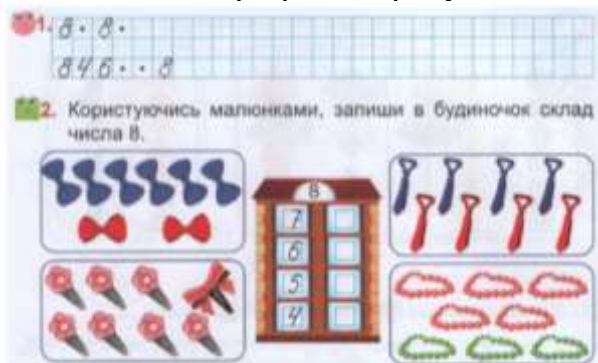 1. 8 · 8 ·
8 4 6 · · 8
2. Користуючись малюнками, запиши в будиночок склад
числа 8.
8
7
6
5
4